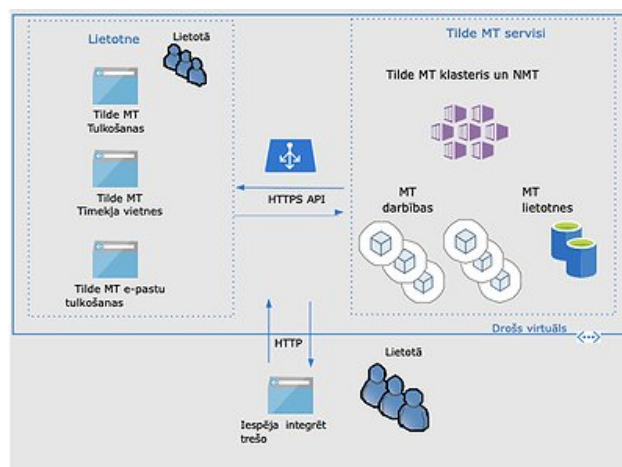 Lietotne
Lietotā
Tilde MT
Tulkošanas
Tilde MT
Tīmekļa vietnes
Tilde MT e-pastu
tulkošanas
HTTPS API
Tilde MT servisi
Tilde MT klasteris un NMT
MT
darbības
MT
lietotnes
Drošs virtuāls
HTTP
Lietotā
Iespēja integrēt
trešo